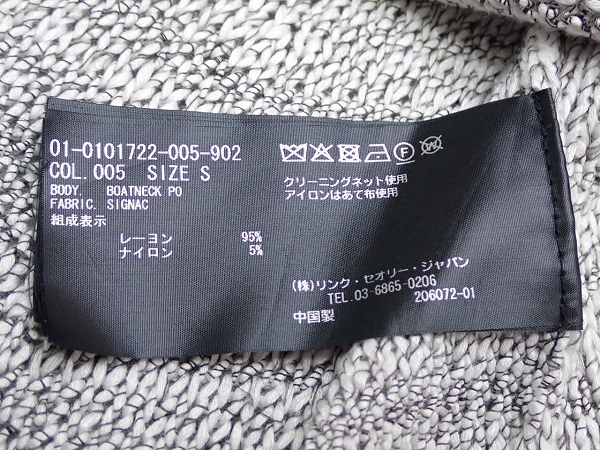 01-0101722-005-902
COL.005 SIZE S
BODY. BOATNECK PO
FABRIC. SIGNAC
組成表示
レーヨン 95%
ナイロン 5%
クリーニングネット使用
アイロンはあて布使用
(株)リンク・セオリー・ジャパン
TEL.03-6865-0206
206072-01
中国製